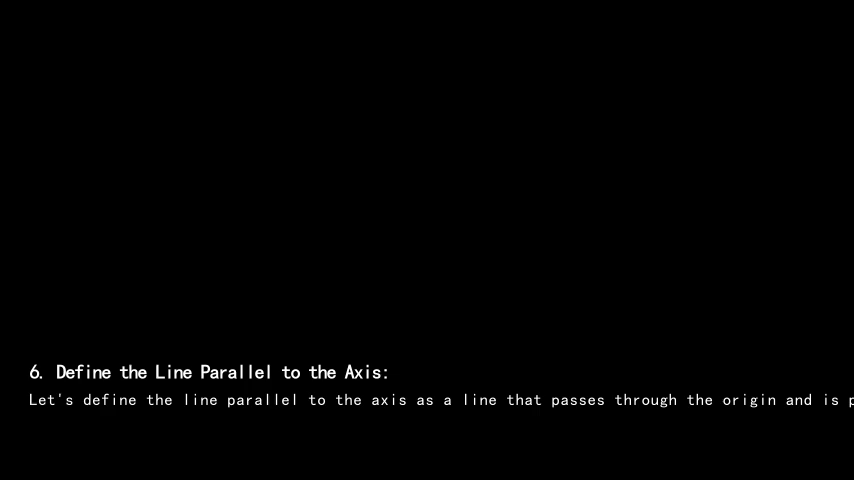 6. Define the Line Parallel to the Axis:
Let's define the line parallel to the axis as a line that passes through the origin and is